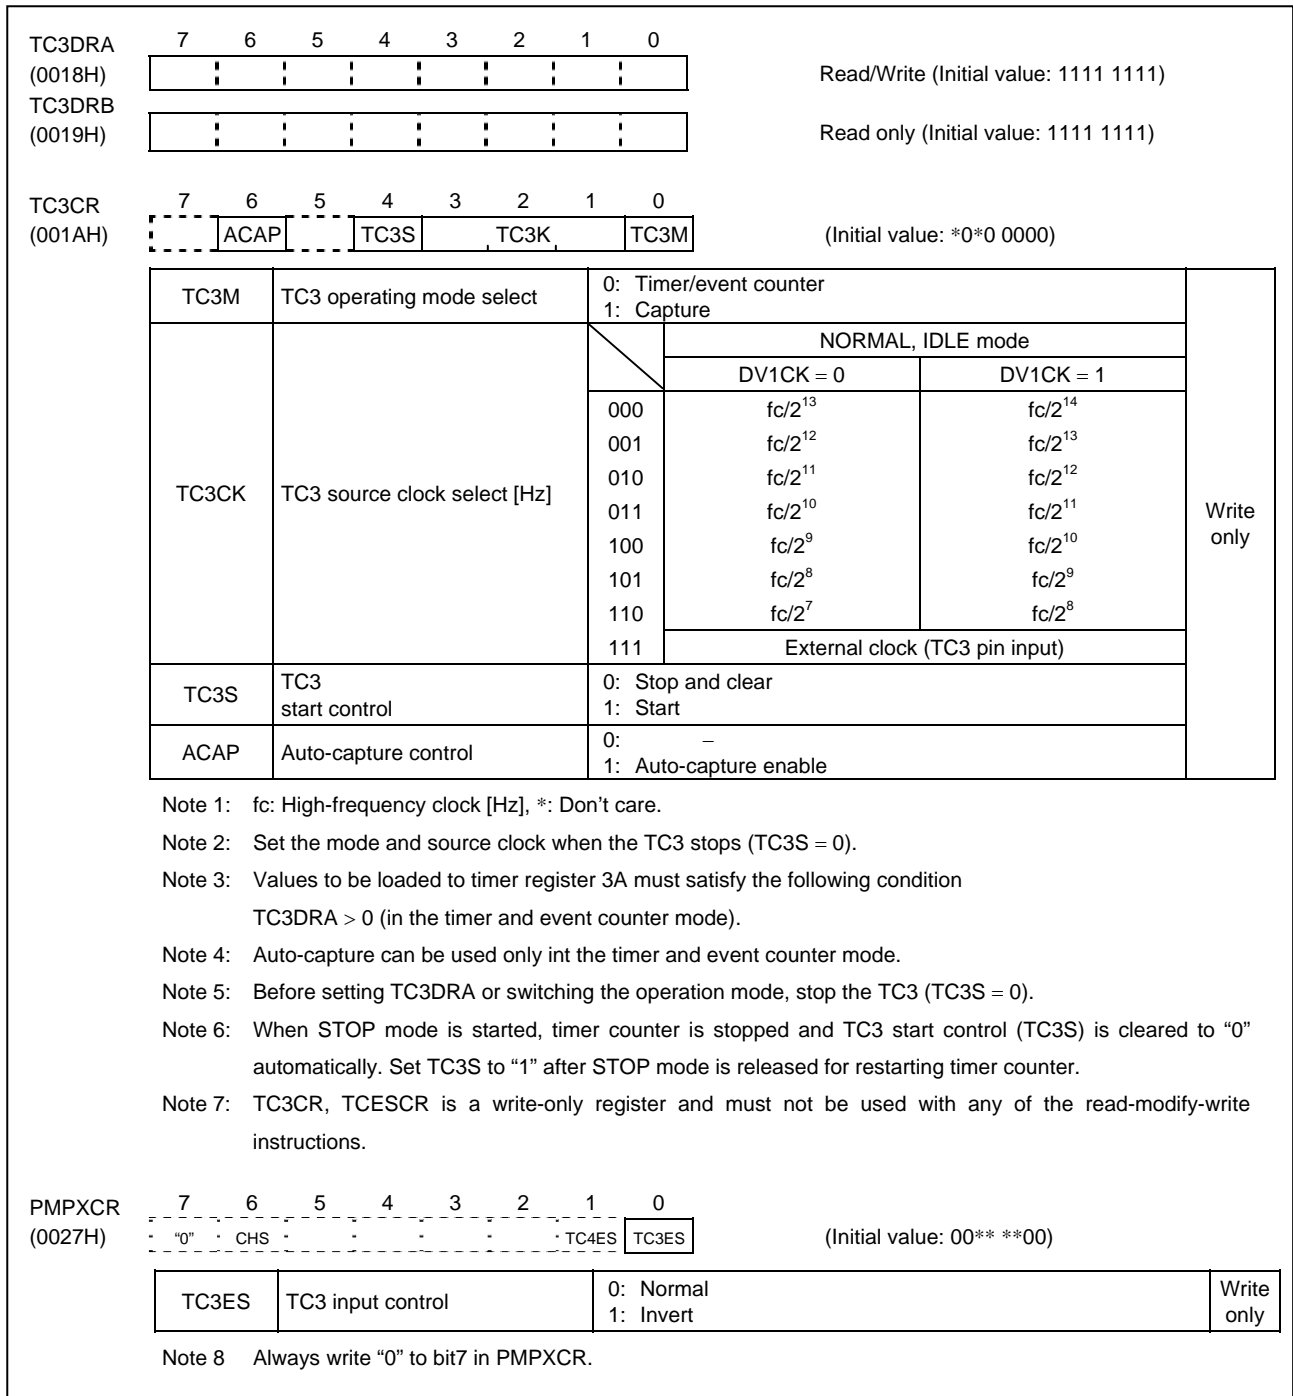 TC3DRA 7 6 5 4 3 2 1 0
(0018H) Read/Write (Initial value: 1111 1111)
TC3DRB
(0019H) Read only (Initial value: 1111 1111)
TC3CR 7 6 5 4 3 2 1 0
(001AH) ACAP TC3S TC3K TC3M (Initial value: *0*0 0000)
TC3M TC3 operating mode select 0: Timer/event counter
1: Capture
NORMAL, IDLE mode
DV1CK = 0 DV1CK = 1
000 fc/2^13 fc/2^14
001 fc/2^12 fc/2^13
010 fc/2^11 fc/2^12
TC3CK TC3 source clock select [Hz] 011 fc/2^10 fc/2^11 Write
100 fc/2^9 fc/2^10 only
101 fc/2^8 fc/2^9
110 fc/2^7 fc/2^8
111 External clock (TC3 pin input)
TC3S TC3 0: Stop and clear
start control 1: Start
ACAP Auto-capture control 0: –
1: Auto-capture enable
Note 1: fc: High-frequency clock [Hz], *: Don't care.
Note 2: Set the mode and source clock when the TC3 stops (TC3S = 0).
Note 3: Values to be loaded to timer register 3A must satisfy the following condition
TC3DRA > 0 (in the timer and event counter mode).
Note 4: Auto-capture can be used only int the timer and event counter mode.
Note 5: Before setting TC3DRA or switching the operation mode, stop the TC3 (TC3S = 0).
Note 6: When STOP mode is started, timer counter is stopped and TC3 start control (TC3S) is cleared to “0”
automatically. Set TC3S to “1” after STOP mode is released for restarting timer counter.
Note 7: TC3CR, TCESCR is a write-only register and must not be used with any of the read-modify-write
instructions.
PMPXCR 7 6 5 4 3 2 1 0
(0027H) “0” CHS TC4ES TC3ES (Initial value: 00** **00)
TC3ES TC3 input control 0: Normal Write
1: Invert only
Note 8 Always write “0” to bit7 in PMPXCR.